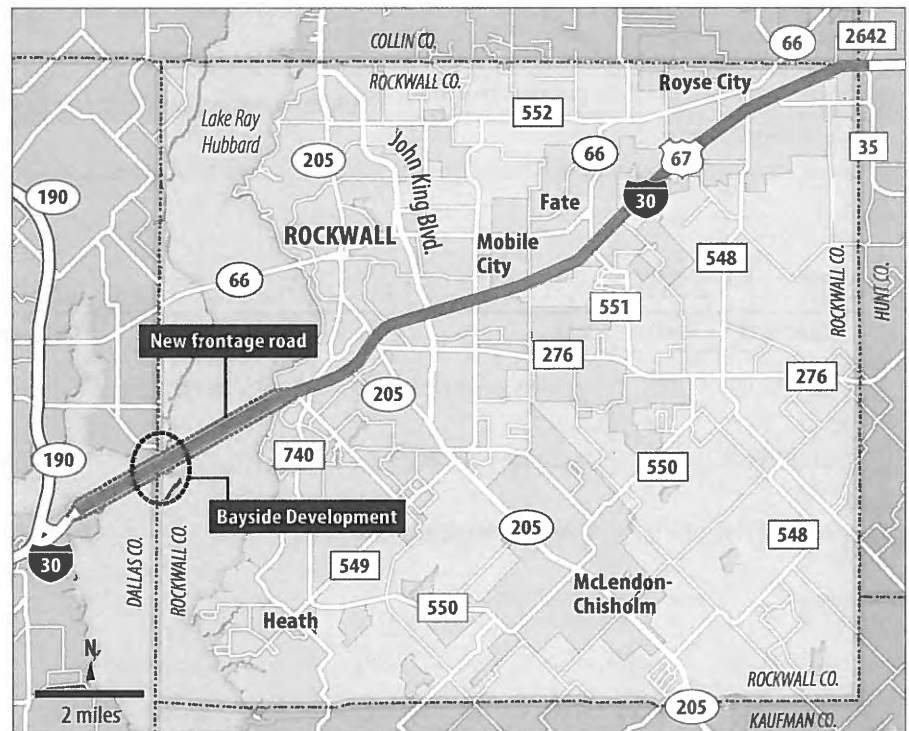 COLLIN CO.
66
2642
ROCKWALL CO.
Royse City
Lake Ray
Hubbard
552
205
John King Blvd.
66
67
35
190
30
Fate
ROCKWALL
Mobile
City
548
ROCKWALL CO.
HUNT CO.
66
551
New frontage road
276
276
205
740
550
190
Bayside Development
205
548
30
DALLAS CO.
ROCKWALL CO.
549
McLendon-
Chisholm
550
Heath
N
2 miles
ROCKWALL CO.
205
KAUFMAN CO.